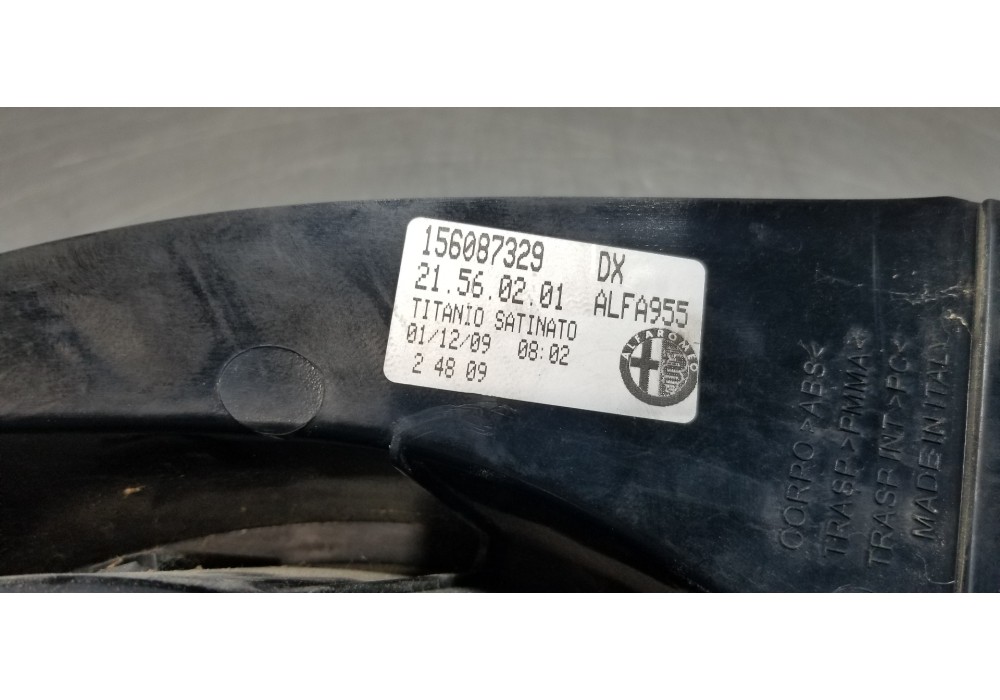 156087329 DX
21.56.02.01 ALFA955
TITANIO SATINATO
01/12/09 08:02
2 48 09
ALFA ROMEO
CORPO >ABS<
TRASP. >PMMA<
TRASP. INT >PC<
MADE IN ITALY